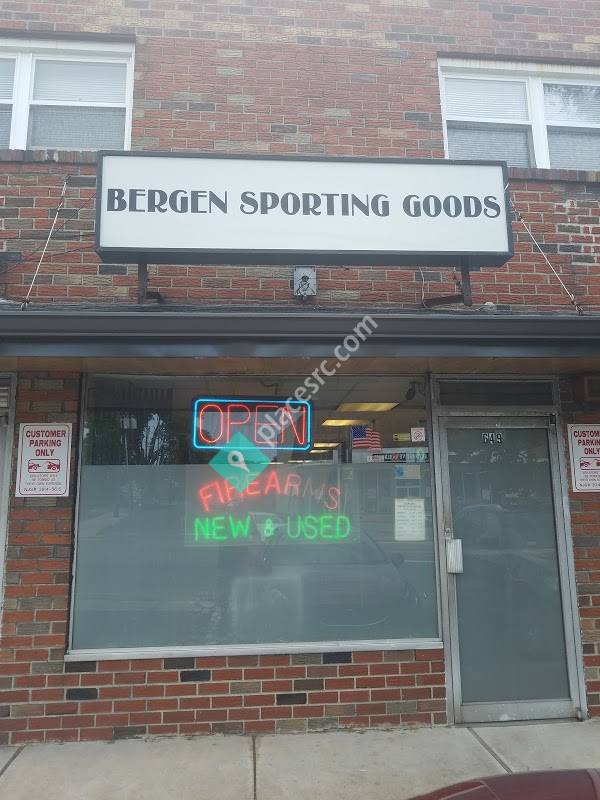 BERGEN SPORTING GOODS
placesrc.com
OPEN
FIREARMS
NEW & USED
649
CUSTOMER
PARKING
ONLY
CUSTOMER
PARKING
ONLY